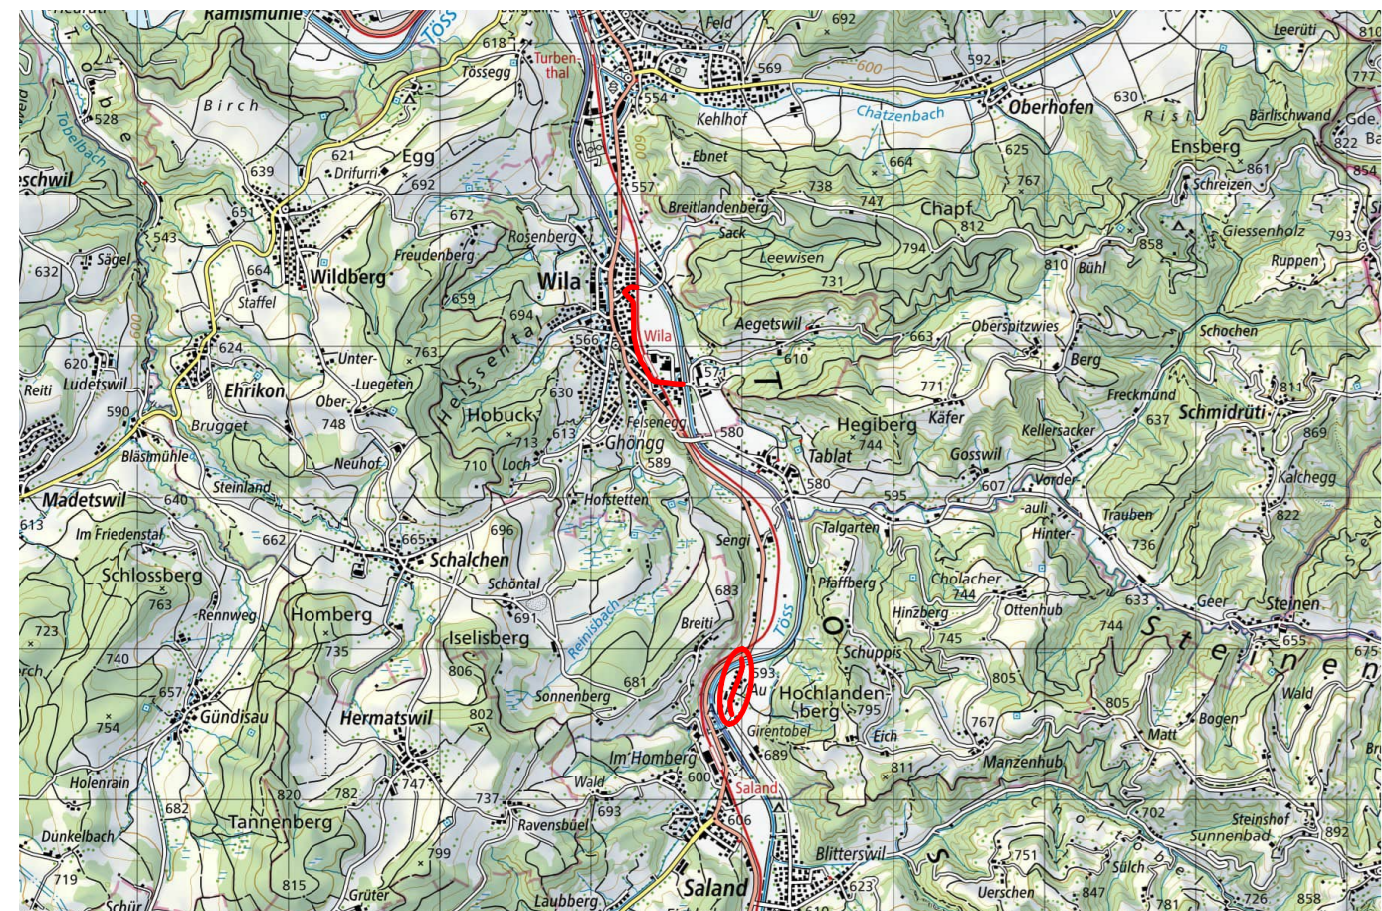 Ramismühle
Töss
618
Tössegg
Turben-
thal
Feld
692
569
600
592
Leerüti
810
777
Birch
528
Tobelbach
554
Kehlhof
Chatzenbach
Oberhofen
630
Risi
Bärlischwand
Gde.
822
Ba
621
Egg
Drifurri
692
639
500
Ebnet
664
625
767
Ensberg
861
854
Schreizen
eschwil
651
672
557
738
Breitlandenberg
747
Chapf
812
543
Rosenberg
Sack
794
858
Giessenholz
793
Sägel
632
664
Freudenberg
Leewisen
810
Bühl
Ruppen
Wildberg
Staffel
659
Wila
731
694
600
624
763
566
Wila
Aegetswil
663
Oberspitzwies
Schochen
620
Ludetswil
Reiti
Unter-
-Luegeten
Ober-
Heissental
610
571
T
Berg
Ehrikon
630
771
Freckmünd
811
590
Brugget
748
Hobuck
Felsenegg
Käfer
637
Schmidrüti
613
713
580
Hegiberg
744
Kellersacker
869
Bläsmühle
Neuhof
710
Loch
Ghöngg
589
Tablat
Gosswil
Steinland
580
607
Vorder-
Kalchegg
Madetswil
640
Hofstetten
595
-auli
Trauben
822
613
Im Friedenstal
662
665
696
Sengi
Talgarten
Hinter-
736
Schalchen
Schlossberg
763
Schöntal
683
Pfaffberg
Cholacher
744
Rennweg
Homberg
691
Reinisbach
Töss
O
Hinzberg
Ottenhub
633
Geer
Steinen
723
Iselisberg
Breiti
745
744
655
735
740
806
Schuppis
675
Steinen
657
681
593
Au
805
Sonnenberg
Hochlanden-
-berg
795
Wald
754
Gündisau
Hermatswil
802
767
805
Bogen
Girentobel
Eich
Matt
Im Homberg
689
Manzenhub
Holenrain
747
Wald
600
811
820
782
737
693
Saland
682
Tannenberg
Ravensbüel
606
702
Steinshof
Dünkelbach
Sunnenbad
892
Choltobel
799
Blitterswil
S
751
Sülch
719
815
Saland
623
Uerschen
847
726
858
Schür
Grüter
Laubberg
781